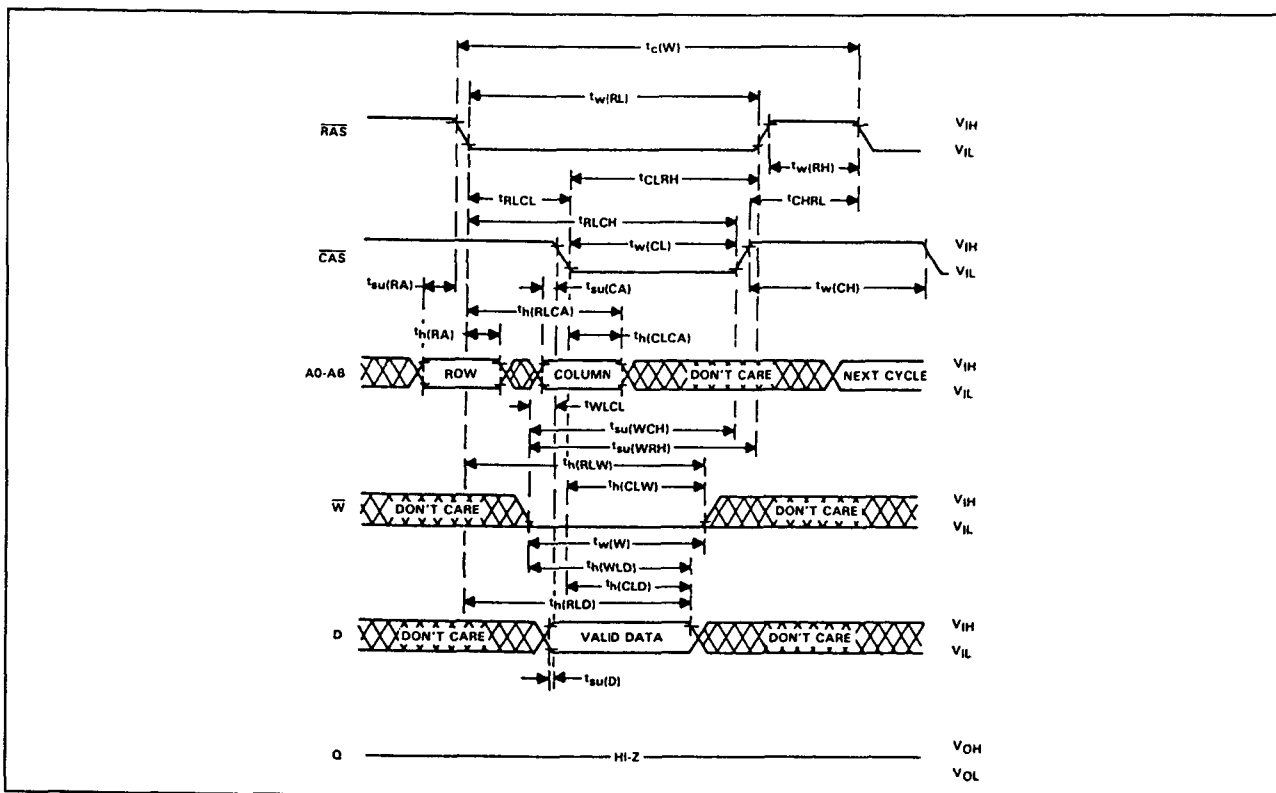 tc(W)
tw(RL)
RAS
VIH
VIL
tw(RH)
tCLRH
tRLCL
tCHRL
tRLCH
CAS
tw(CL)
VIH
VIL
tsu(RA)
tsu(CA)
tw(CH)
th(RLCA)
th(RA)
th(CLCA)
A0-A8
ROW
COLUMN
DON'T CARE
NEXT CYCLE
VIH
VIL
tWLCL
tsu(WCH)
tsu(WRH)
th(RLW)
th(CLW)
W
DON'T CARE
DON'T CARE
VIH
VIL
tw(W)
th(WLD)
th(CLD)
th(RLD)
D
DON'T CARE
VALID DATA
DON'T CARE
VIH
VIL
tsu(D)
Q
HI-Z
VOH
VOL